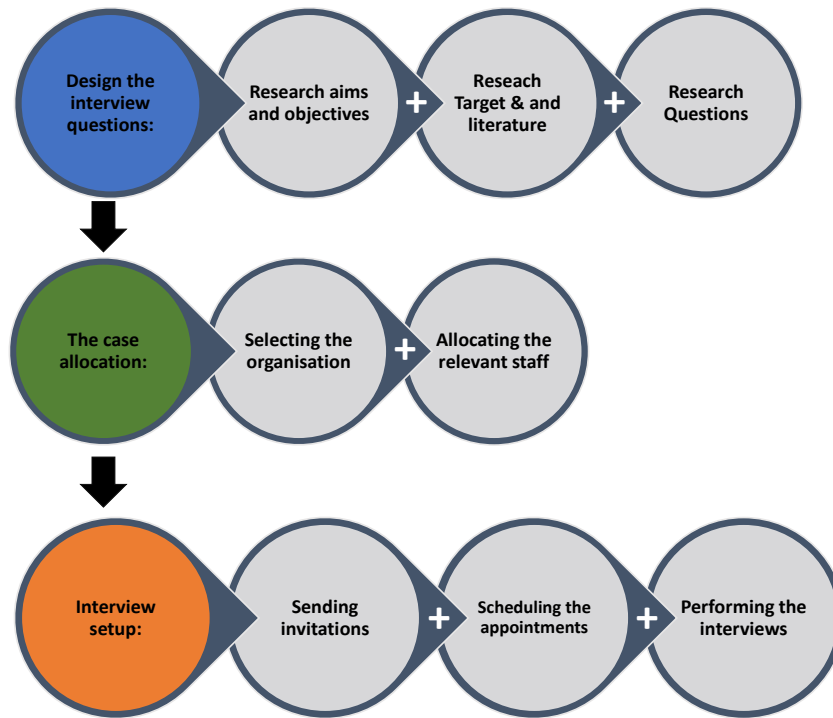 Design the
interview
questions:
Research aims
and objectives
+
Reseach
Target & and
literature
+
Research
Questions
The case
allocation:
Selecting the
organisation
+
Allocating the
relevant staff
Interview
setup:
Sending
invitations
+
Scheduling the
appointments
+
Performing the
interviews